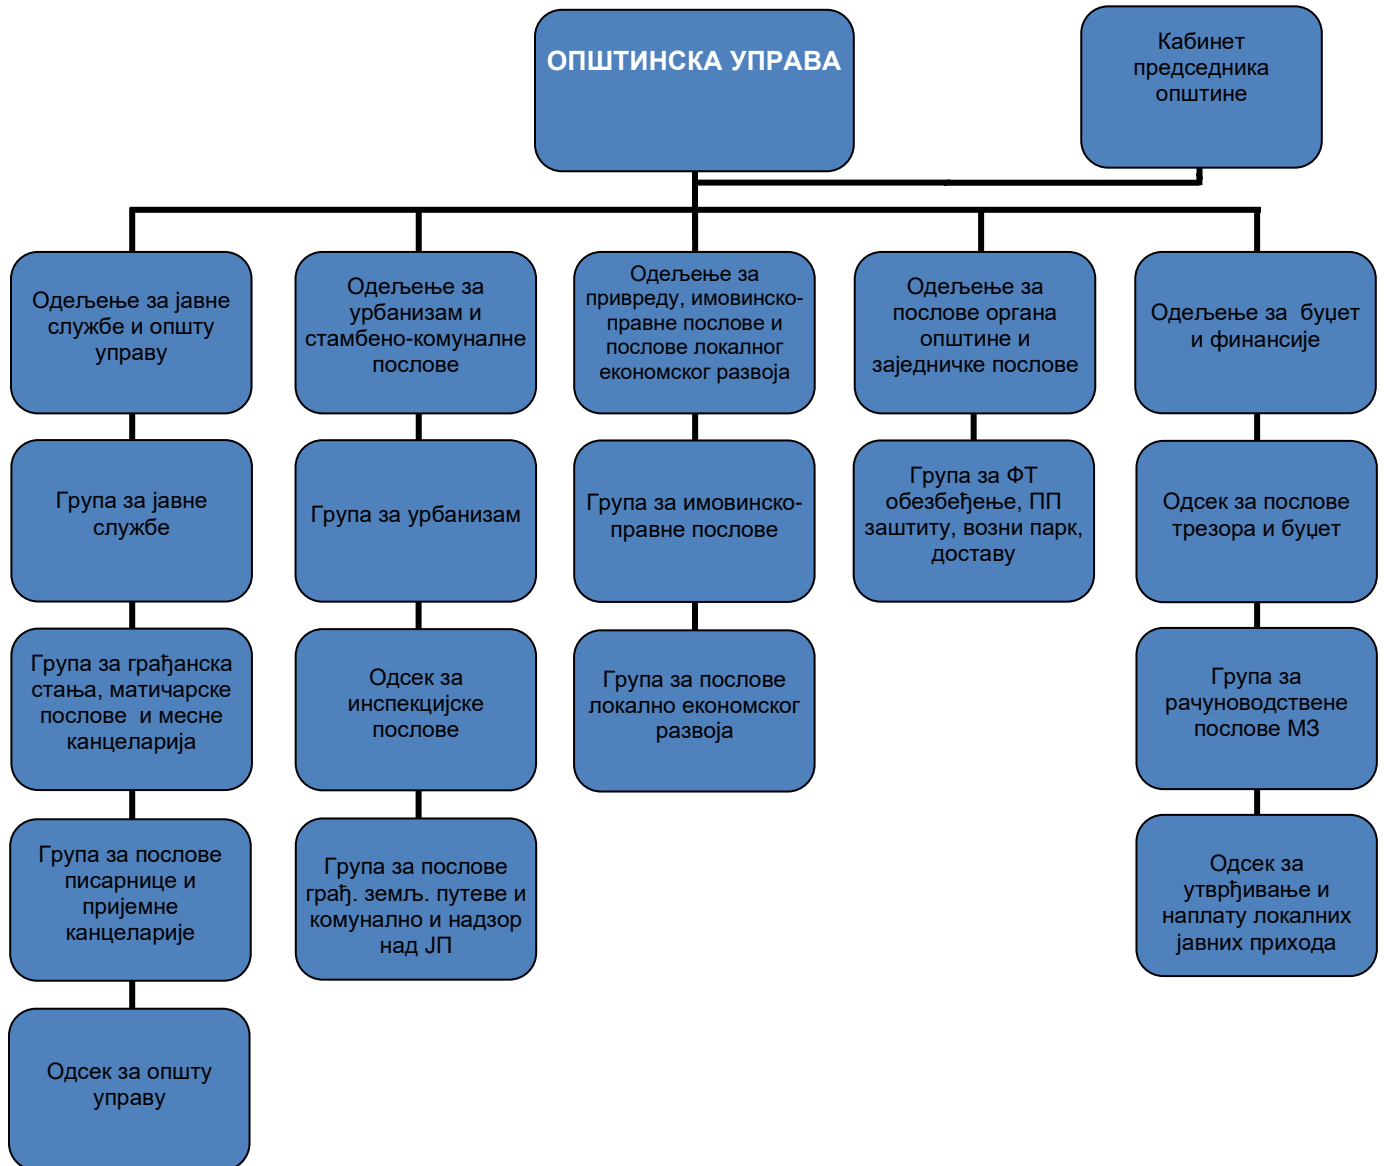 ОПШТИНСКА УПРАВА
Кабинет
председника
општине
Одељење за јавне
службе и општу
управу
Одељење за
урбанизам и
стамбено-комуналне
послове
Одељење за
привреду, имовинско-
правне послове и
послове локалног
економског развоја
Одељење за
послове органа
општине и
заједничке послове
Одељење за  буџет
и финансије
Група за јавне
службе
Група за урбанизам
Група за имовинско-
правне послове
Група за ФТ
обезбеђење, ПП
заштиту, возни парк,
доставу
Одсек за послове
трезора и буџет
Група за грађанска
стања, матичарске
послове  и месне
канцеларија
Одсек за
инспекцијске
послове
Група за послове
локално економског
развоја
Група за
рачуноводствене
послове МЗ
Група за послове
писарнице и
пријемне
канцеларије
Група за послове
грађ. земљ. путеве и
комунално и надзор
над ЈП
Одсек за
утврђивање и
наплату локалних
јавних прихода
Одсек за општу
управу